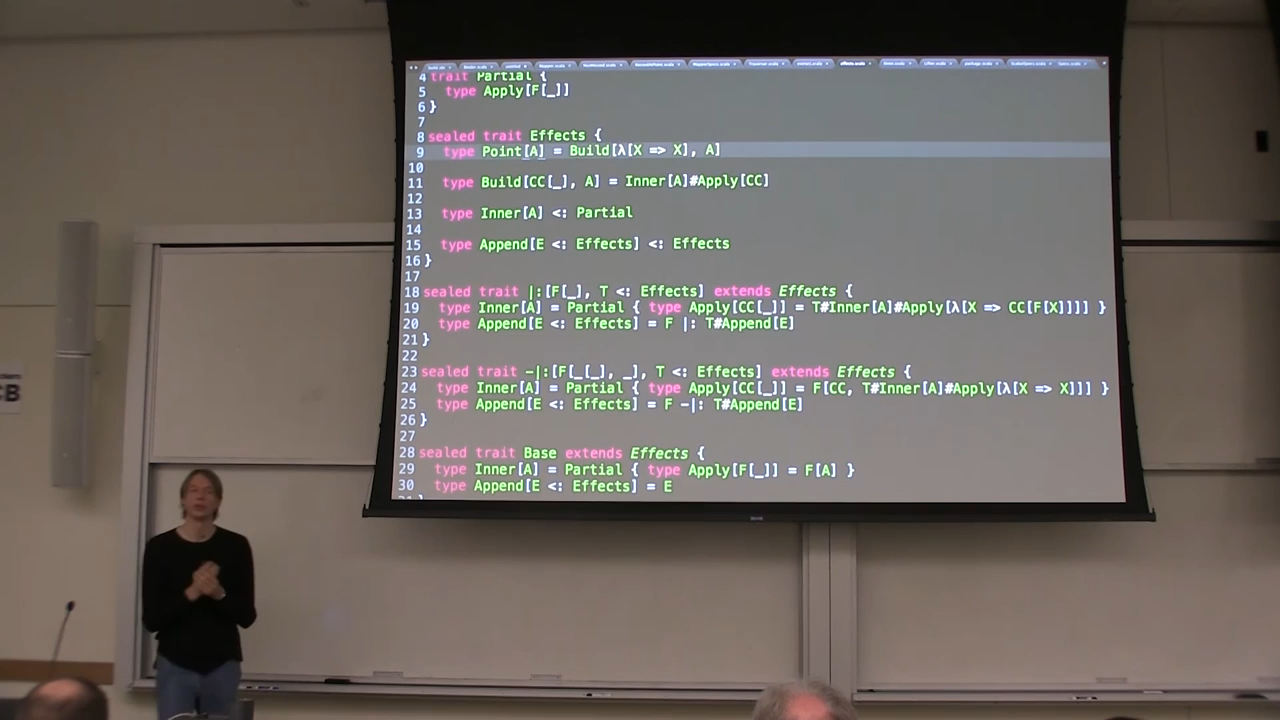 4 trait Partial {
5 type Apply[F[_]]
6 }
7
8 sealed trait Effects {
9 type Point[A] = Build[λ[X => X], A]
10
11 type Build[CC[_], A] = Inner[A]#Apply[CC]
12
13 type Inner[A] <: Partial
14
15 type Append[E <: Effects] <: Effects
16 }
17
18 sealed trait |:[F[_], T <: Effects] extends Effects {
19 type Inner[A] = Partial { type Apply[CC[_]] = T#Inner[A]#Apply[λ[X => CC[F[X]]]] }
20 type Append[E <: Effects] = F |: T#Append[E]
21 }
22
23 sealed trait -|:[F[_[_], _], T <: Effects] extends Effects {
24 type Inner[A] = Partial { type Apply[CC[_]] = F[CC, T#Inner[A]#Apply[λ[X => X]]] }
25 type Append[E <: Effects] = F -|: T#Append[E]
26 }
27
28 sealed trait Base extends Effects {
29 type Inner[A] = Partial { type Apply[F[_]] = F[A] }
30 type Append[E <: Effects] = E
CB